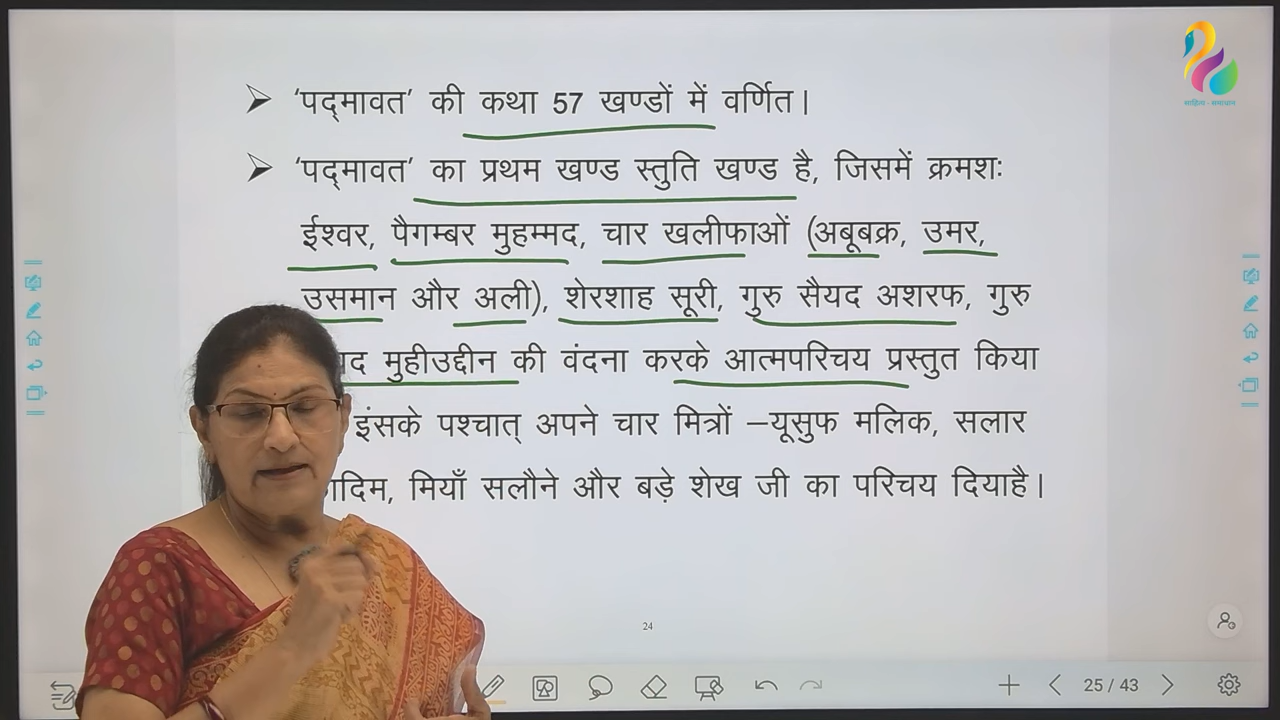 ➢ 'पद्‌मावत' की कथा 57 खण्डों में वर्णित।
➢ 'पद्‌मावत' का प्रथम खण्ड स्तुति खण्ड है, जिसमें क्रमशः
ईश्वर, पैगम्बर मुहम्मद, चार खलीफाओं (अबूबक्र, उमर,
उसमान और अली), शेरशाह सूरी, गुरु सैयद अशरफ, गुरु
मुहीउद्दीन की वंदना करके आत्मपरिचय प्रस्तुत किया
इंसके पश्चात् अपने चार मित्रों –यूसुफ मलिक, सलार
मियाँ सलौने और बड़े शेख जी का परिचय दियाहै।
24
25 / 43
साहित्य - समाधान